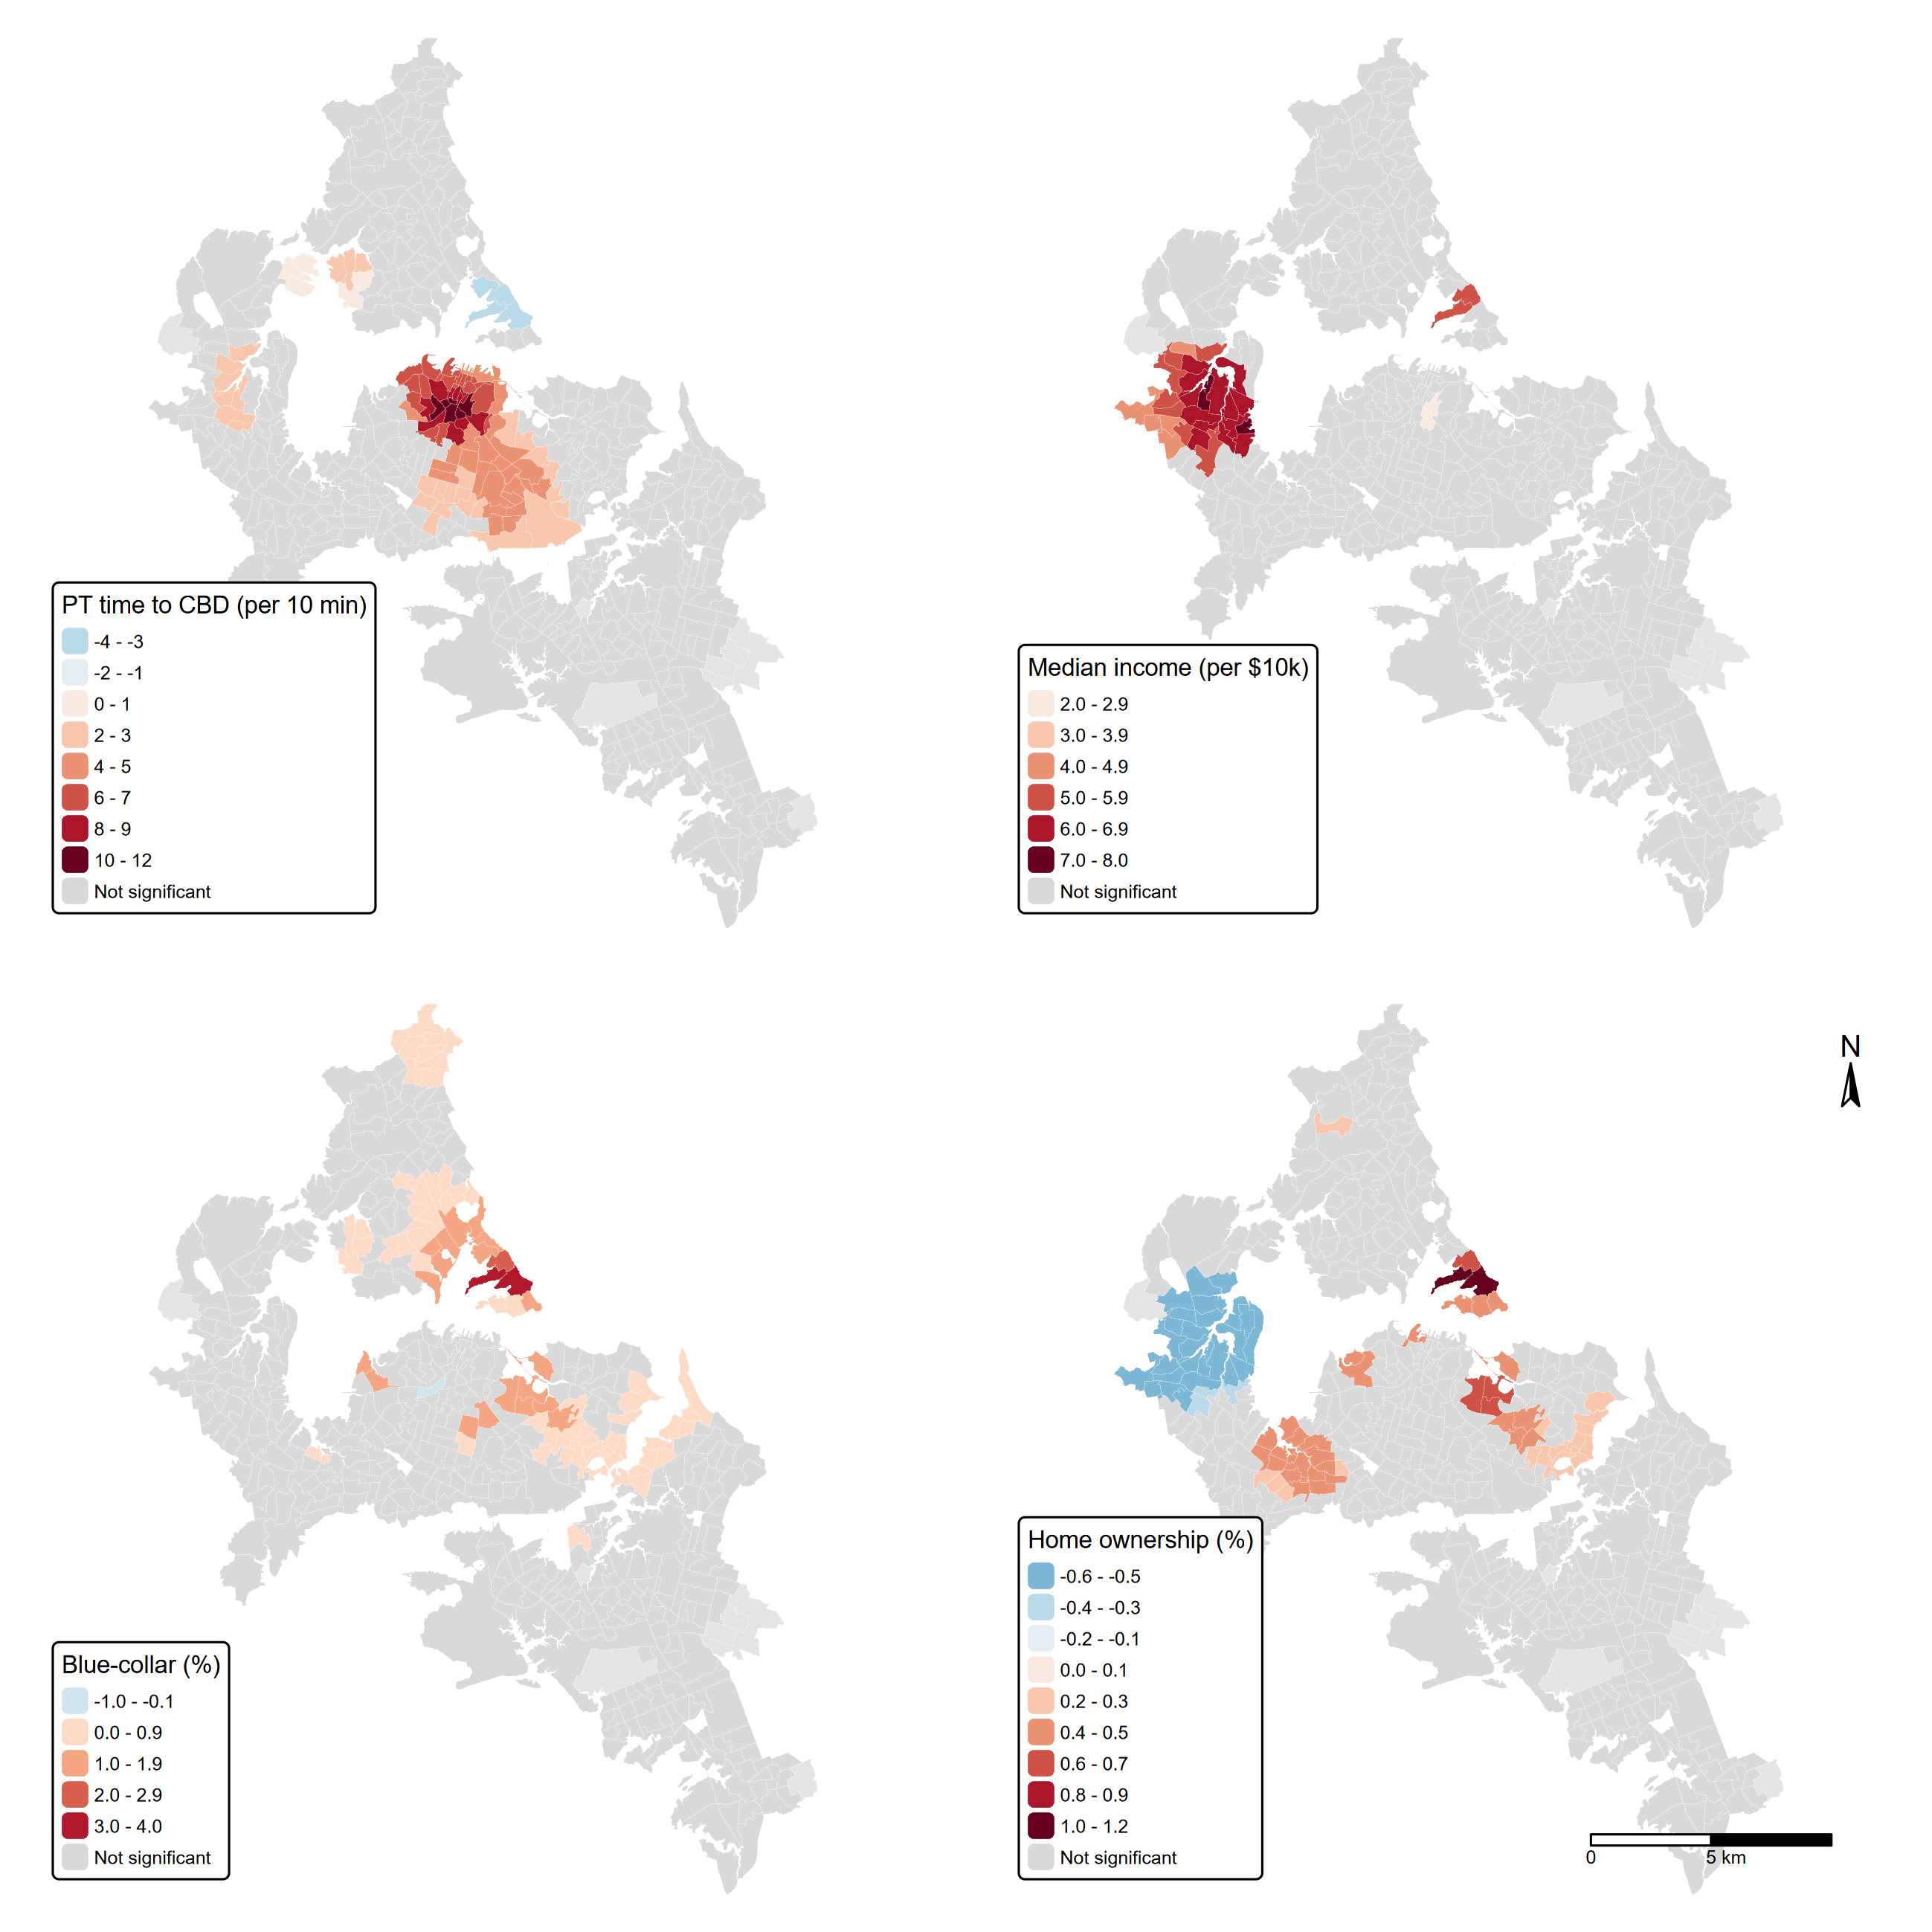 PT time to CBD (per 10 min)
-4 - -3
-2 - -1
0 - 1
2 - 3
4 - 5
6 - 7
8 - 9
10 - 12
Not significant
Median income (per $10k)
2.0 - 2.9
3.0 - 3.9
4.0 - 4.9
5.0 - 5.9
6.0 - 6.9
7.0 - 8.0
Not significant
Blue-collar (%)
-1.0 - -0.1
0.0 - 0.9
1.0 - 1.9
2.0 - 2.9
3.0 - 4.0
Not significant
N
Home ownership (%)
-0.6 - -0.5
-0.4 - -0.3
-0.2 - -0.1
0.0 - 0.1
0.2 - 0.3
0.4 - 0.5
0.6 - 0.7
0.8 - 0.9
1.0 - 1.2
Not significant
0 5 km